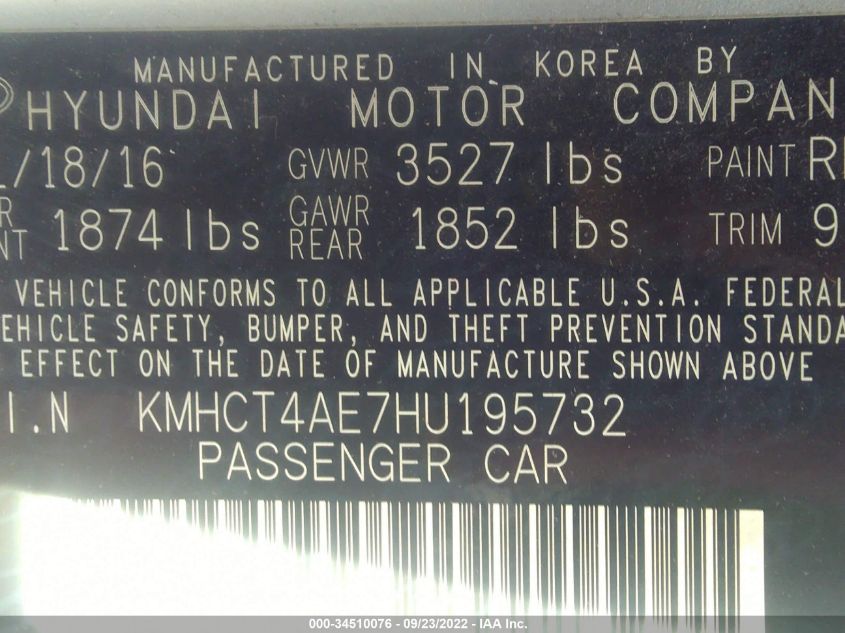 MANUFACTURED IN KOREA BY
HYUNDAI MOTOR COMPAN
/18/16 GVWR 3527 lbs PAINT R
R GAWR
NT 1874 lbs REAR 1852 lbs TRIM 9
VEHICLE CONFORMS TO ALL APPLICABLE U.S.A. FEDERAL
EHICLE SAFETY, BUMPER, AND THEFT PREVENTION STANDA
EFFECT ON THE DATE OF MANUFACTURE SHOWN ABOVE
I.N KMHCT4AE7HU195732
PASSENGER CAR
000-34510076 - 09/23/2022 - IAA Inc.